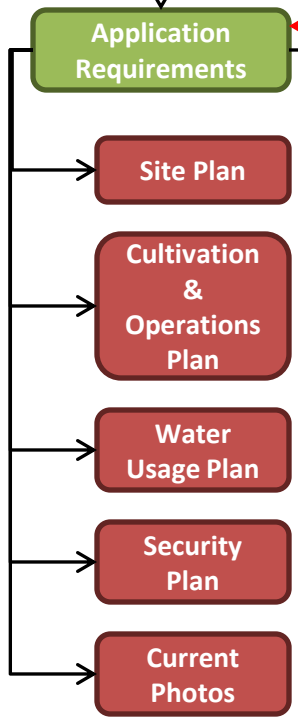 Application
Requirements
Site Plan
Cultivation
&
Operations
Plan
Water
Usage Plan
Security
Plan
Current
Photos